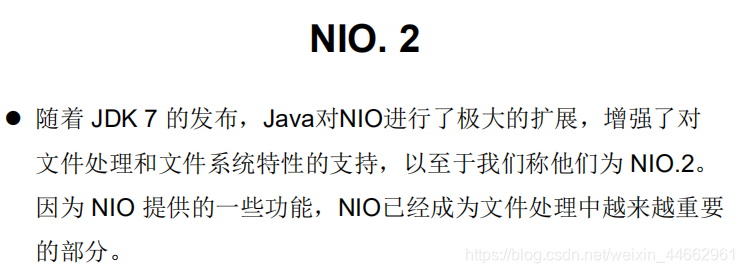 NIO. 2
● 随着 JDK 7 的发布，Java对NIO进行了极大的扩展，增强了对
文件处理和文件系统特性的支持，以至于我们称他们为 NIO.2。
因为 NIO 提供的一些功能，NIO已经成为文件处理中越来越重要
的部分。
https://blog.csdn.net/weixin_44662961